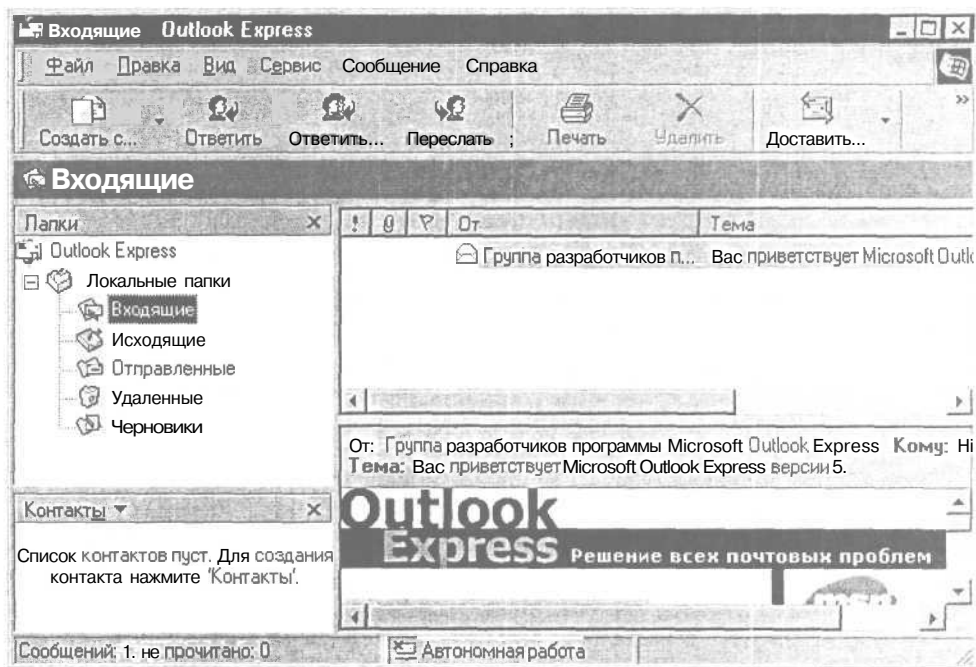 Входящие Outlook Express
Файл Правка Вид Сервис Сообщение Справка
Создать с... Ответить Ответить... Переслать Печать Удалить Доставить...
Входящие
Папки
! От Тема
Outlook Express
Группа разработчиков п... Вас приветствует Microsoft Outlo
Локальные папки
Входящие
Исходящие
Отправленные
Удаленные
Черновики
От: Группа разработчиков программы Microsoft Outlook Express Кому: Hi
Тема: Вас приветствует Microsoft Outlook Express версии 5.
Контакты
Список контактов пуст. Для создания
контакта нажмите 'Контакты'.
Outlook
Express Решение всех почтовых проблем
Сообщений: 1. не прочитано: 0 Автономная работа